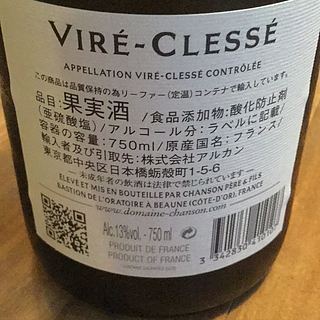 VIRÉ-CLESSÉ
APPELLATION VIRÉ-CLESSÉ CONTRÔLÉE
この商品は品質保持の為リーファー(定温)コンテナで輸入しています。
品目:果実酒/食品添加物:酸化防止剤
(亜硫酸塩)/アルコール分:ラベルに記載/
容器の容量:750ml/原産国名:フランス/
輸入者及び引取先:株式会社アルカン
東京都中央区日本橋蛎殻町1-5-6
― 未成年者の飲酒は法律で禁じられています ―
ELEVÉ ET MIS EN BOUTEILLE PAR CHANSON PÈRE & FILS
BASTION DE L'ORATOIRE À BEAUNE (CÔTE-D'OR), FRANCE
www.domaine-chanson.com
Alc.13%vol. - 750 ml
PRODUIT DE FRANCE
PRODUCT OF FRANCE